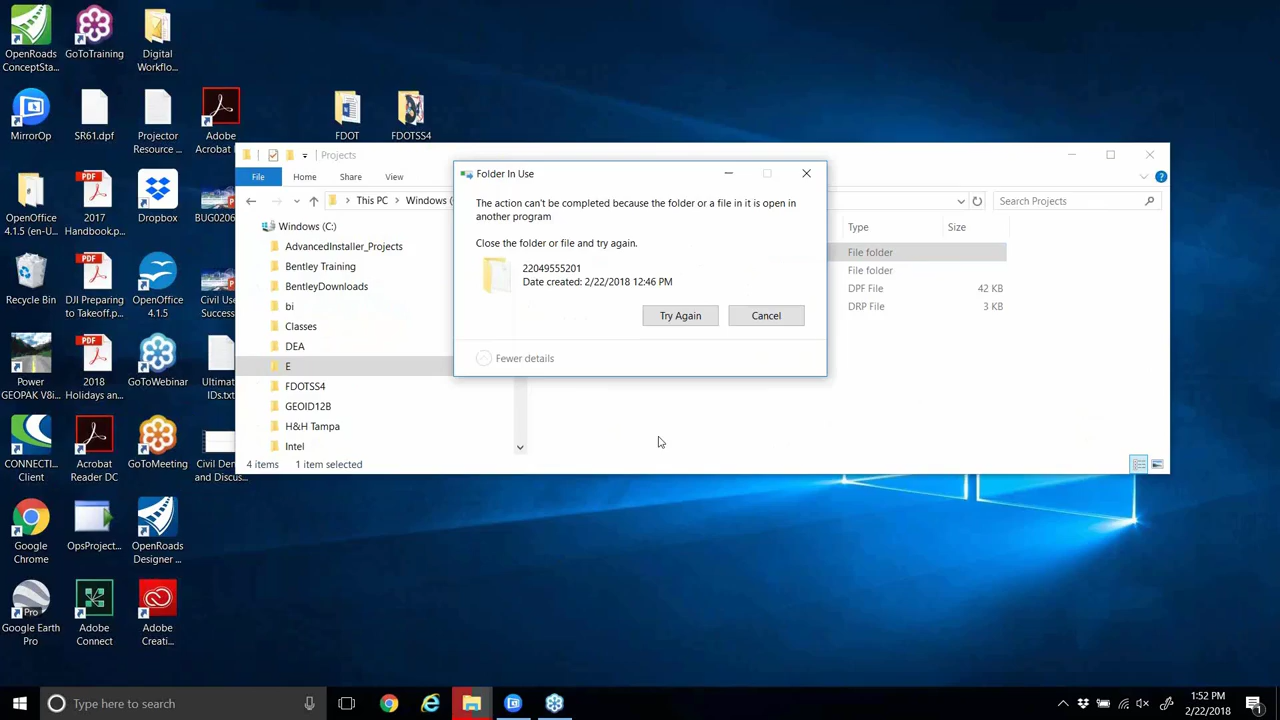 OpenRoads
ConceptSta...
GoToTraining
Digital
Workflo...
MirrorOp
SR61.dpf
Projector
Resource ...
Adobe
Acrobat
FDOT
FDOTSS4
OpenOffice
4.1.5 (en-U...
PDF
2017
Handbook.p...
Dropbox
BUG0206
Recycle Bin
PDF
DJI Preparing
to Takeoff.p...
OpenOffice
4.1.5
Civil Use
Success
Power
GEOPAK V8i...
PDF
2018
Holidays an...
GoToWebinar
Ultimat
IDs.txt
CONNECTI...
Client
Acrobat
Reader DC
GoToMeeting
Civil Den
and Discus...
Google
Chrome
OpsProject...
OpenRoads
Designer ...
Pro
Google Earth
Pro
Adobe
Connect
Adobe
Creati...
Projects
File
Home
Share
View
This PC
Windows (
Search Projects
Windows (C:)
AdvancedInstaller_Projects
Bentley Training
BentleyDownloads
bi
Classes
DEA
E
FDOTSS4
GEOID12B
H&H Tampa
Intel
Type
Size
File folder
File folder
DPF File
42 KB
DRP File
3 KB
4 items
1 item selected
Folder In Use
The action can't be completed because the folder or a file in it is open in
another program
Close the folder or file and try again.
22049555201
Date created: 2/22/2018 12:46 PM
Try Again
Cancel
Fewer details
Type here to search
1:52 PM
2/22/2018
1